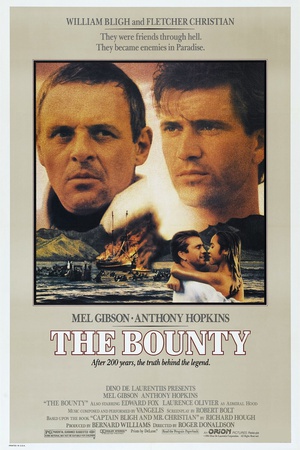 WILLIAM BLIGH and FLETCHER CHRISTIAN
They were friends through hell.
They became enemies in Paradise.
MEL GIBSON · ANTHONY HOPKINS
THE BOUNTY
After 200 years, the truth behind the legend.
DINO DE LAURENTIIS PRESENTS
MEL GIBSON ANTHONY HOPKINS
"THE BOUNTY" Also starring EDWARD FOX LAURENCE OLIVIER as Admiral Hood
MUSIC COMPOSED AND PERFORMED BY VANGELIS SCREENPLAY BY ROBERT BOLT
BASED UPON THE BOOK "CAPTAIN BLIGH AND MR. CHRISTIAN" BY RICHARD HOUGH
PRODUCED BY BERNARD WILLIAMS DIRECTED BY ROGER DONALDSON
PG
ORION